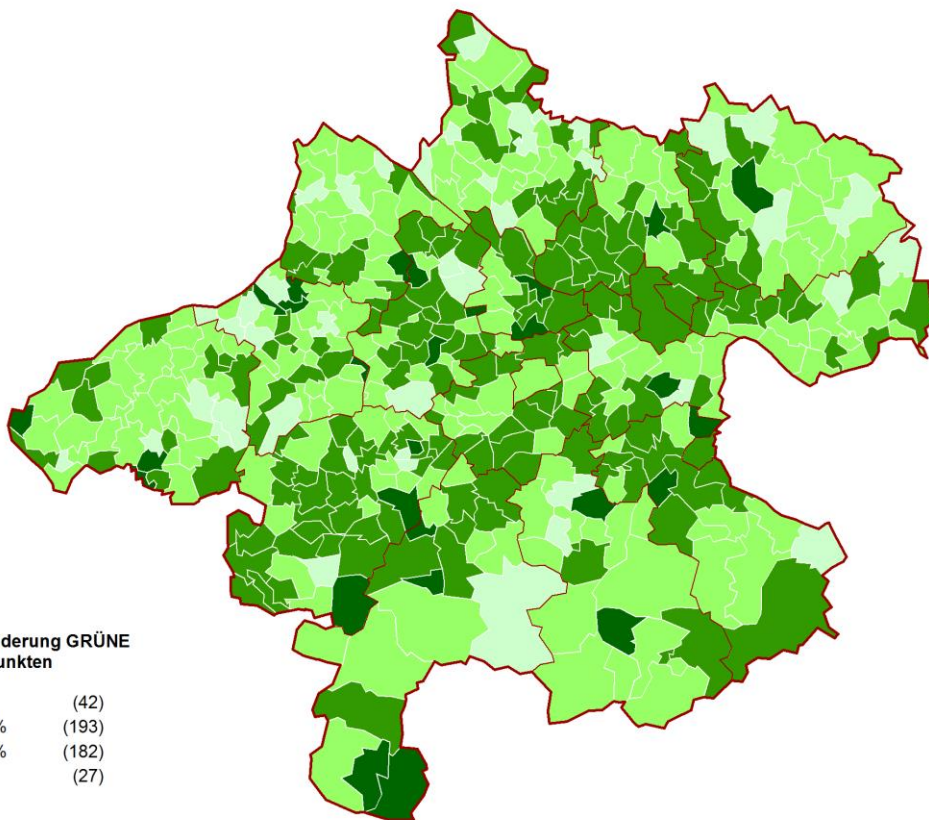 derung GRÜNE
unkten
(42)
% (193)
% (182)
(27)